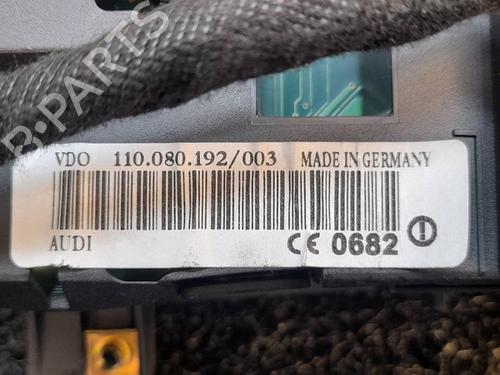 B-PARTS
VDO 110.080.192/003 MADE IN GERMANY
AUDI CE 0682